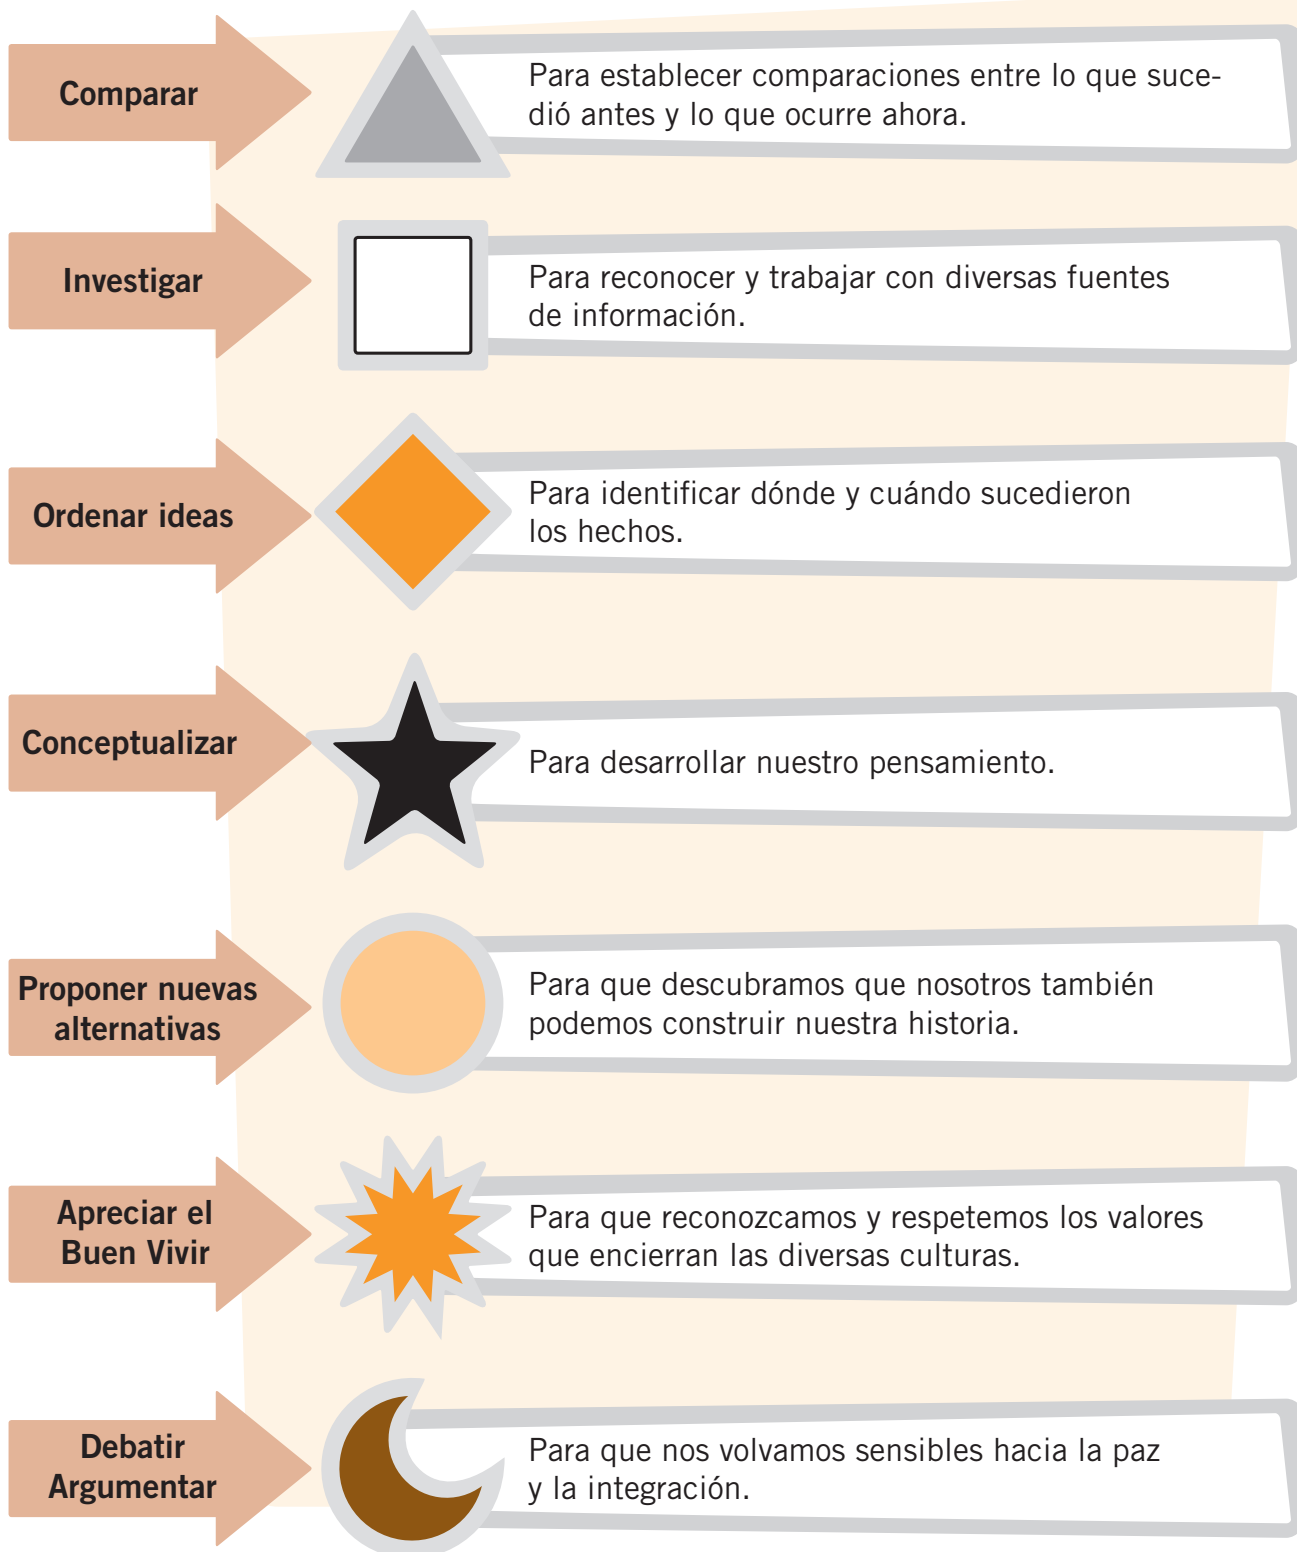 Comparar
Para establecer comparaciones entre lo que suce-
dió antes y lo que ocurre ahora.
Investigar
Para reconocer y trabajar con diversas fuentes
de información.
Ordenar ideas
Para identificar dónde y cuándo sucedieron
los hechos.
Conceptualizar
Para desarrollar nuestro pensamiento.
Proponer nuevas
alternativas
Para que descubramos que nosotros también
podemos construir nuestra historia.
Apreciar el
Buen Vivir
Para que reconozcamos y respetemos los valores
que encierran las diversas culturas.
Debatir
Argumentar
Para que nos volvamos sensibles hacia la paz
y la integración.